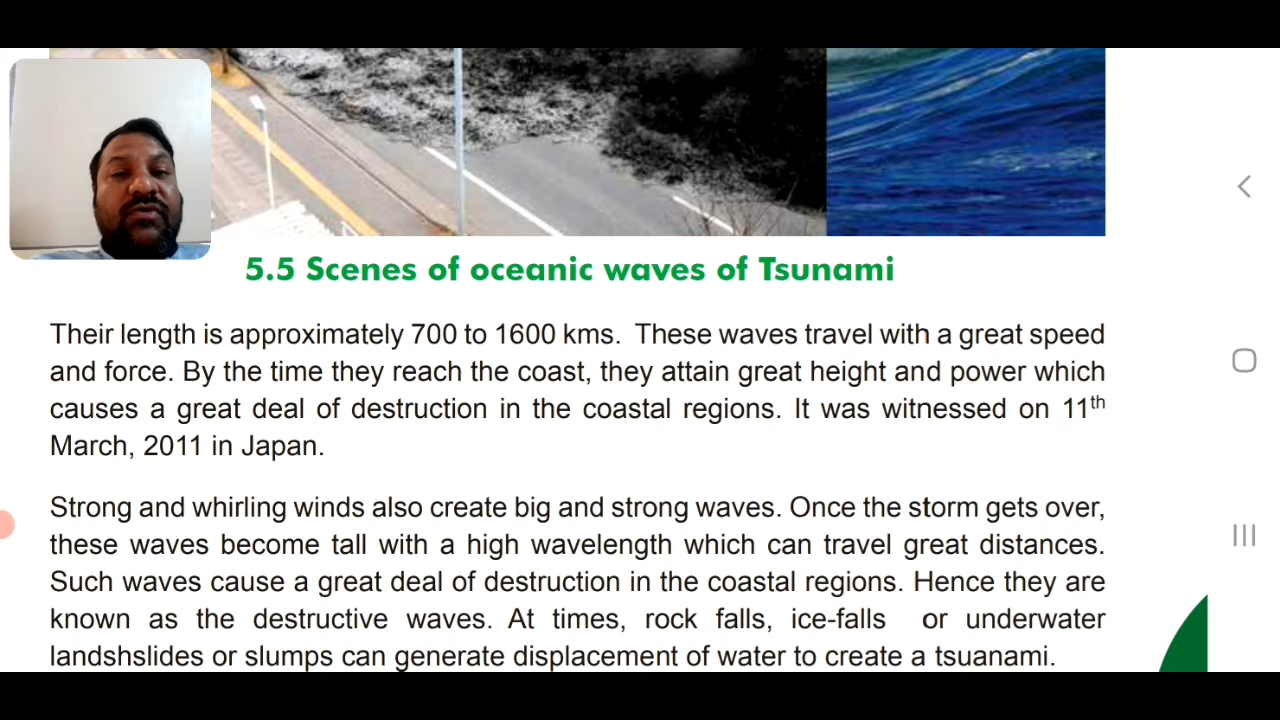 5.5 Scenes of oceanic waves of Tsunami
Their length is approximately 700 to 1600 kms. These waves travel with a great speed
and force. By the time they reach the coast, they attain great height and power which
causes a great deal of destruction in the coastal regions. It was witnessed on 11th
March, 2011 in Japan.
Strong and whirling winds also create big and strong waves. Once the storm gets over,
these waves become tall with a high wavelength which can travel great distances.
Such waves cause a great deal of destruction in the coastal regions. Hence they are
known as the destructive waves. At times, rock falls, ice-falls or underwater
landshslides or slumps can generate displacement of water to create a tsuanami.